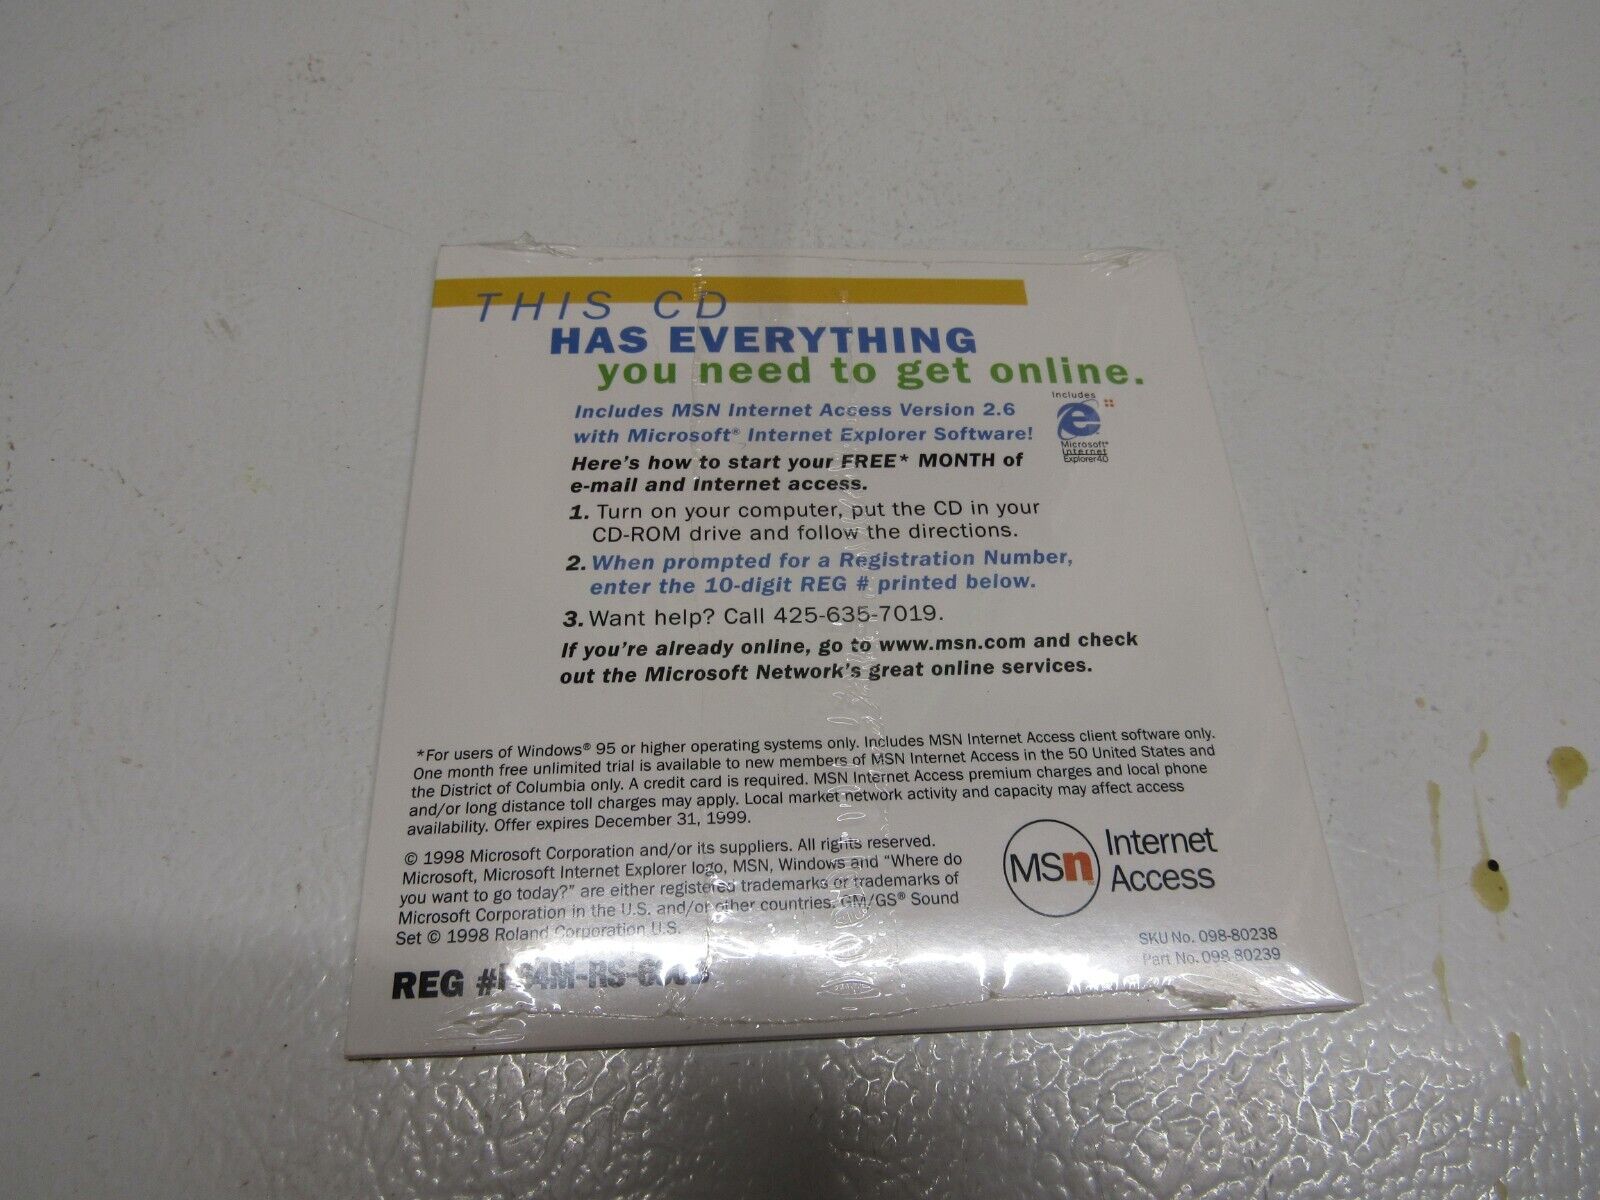 THIS CD
HAS EVERYTHING
you need to get online.
Includes MSN Internet Access Version 2.6
with Microsoft® Internet Explorer Software!
Includes
e
Microsoft®
Internet
Explorer 4.0
Here's how to start your FREE* MONTH of
e-mail and Internet access.
1. Turn on your computer, put the CD in your
CD-ROM drive and follow the directions.
2. When prompted for a Registration Number,
enter the 10-digit REG # printed below.
3. Want help? Call 425-635-7019.
If you're already online, go to www.msn.com and check
out the Microsoft Network's great online services.
*For users of Windows® 95 or higher operating systems only. Includes MSN Internet Access client software only.
One month free unlimited trial is available to new members of MSN Internet Access in the 50 United States and
the District of Columbia only. A credit card is required. MSN Internet Access premium charges and local phone
and/or long distance toll charges may apply. Local market network activity and capacity may affect access
availability. Offer expires December 31, 1999.
© 1998 Microsoft Corporation and/or its suppliers. All rights reserved.
Microsoft, Microsoft Internet Explorer logo, MSN, Windows and “Where do
you want to go today?” are either registered trademarks or trademarks of
Microsoft Corporation in the U.S. and/or other countries. GM/GS® Sound
Set © 1998 Roland Corporation U.S.
MSn Internet
Access
SKU No. 098-80238
Part No. 098-80239
REG